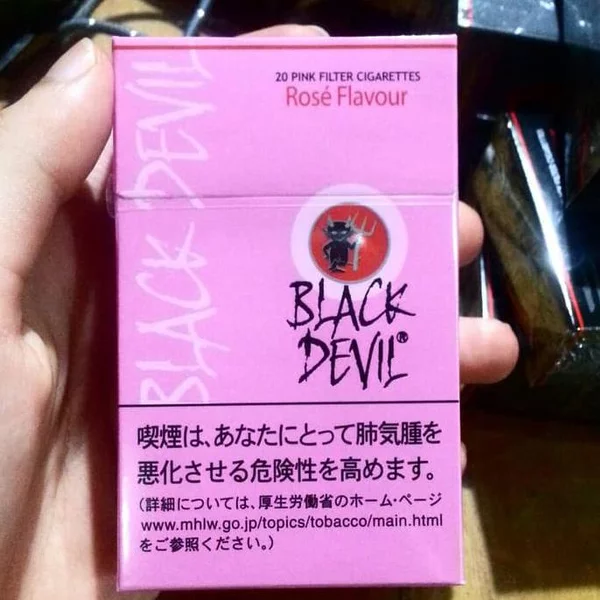 20 PINK FILTER CIGARETTES
Rosé Flavour
BLACK DEVIL
BLACK
DEVIL®
喫煙は、あなたにとって肺気腫を
悪化させる危険性を高めます。
(詳細については、厚生労働省のホーム・ページ
www.mhlw.go.jp/topics/tobacco/main.html
をご参照ください。)